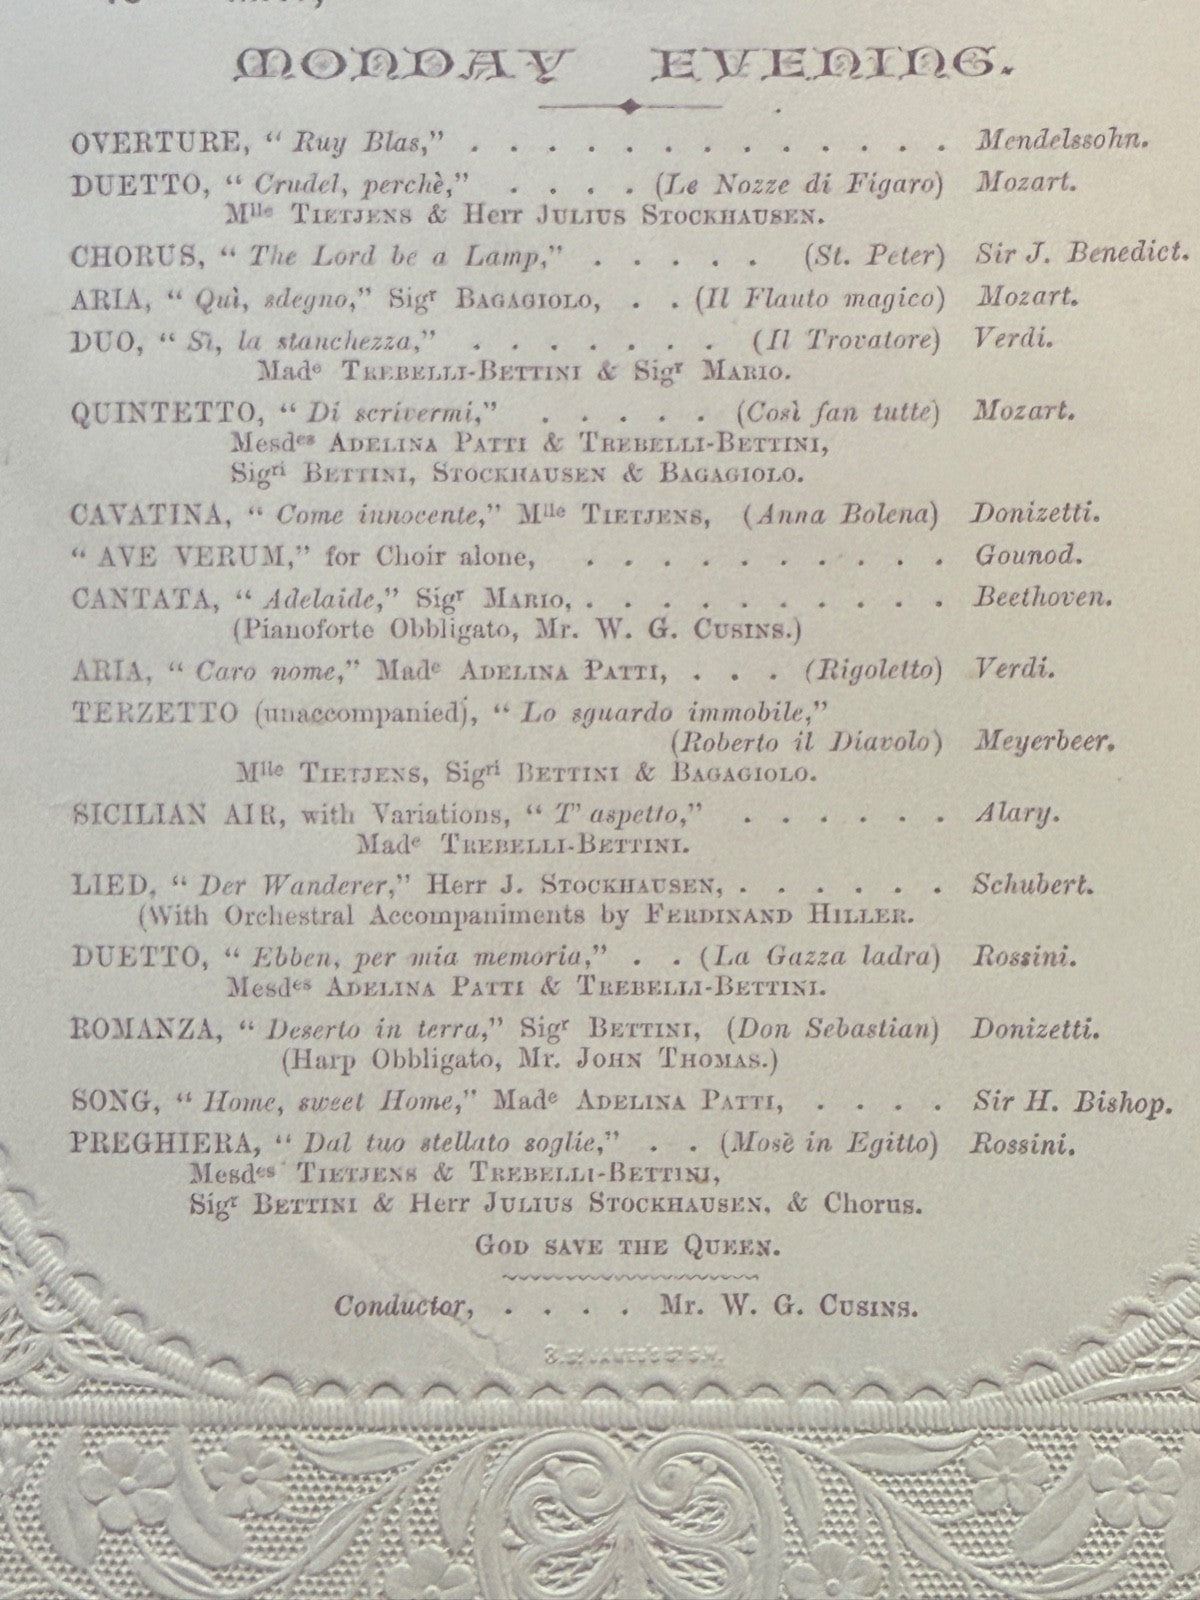 MONDAY EVENING.
OVERTURE, “ Ruy Blas,” . . . . . . . . . . . . . . Mendelssohn.
DUETTO, “ Crudel, perchè,” . . . . (Le Nozze di Figaro) Mozart.
Mlle TIETJENS & Herr JULIUS STOCKHAUSEN.
CHORUS, “ The Lord be a Lamp,” . . . . . (St. Peter) Sir J. Benedict.
ARIA, “ Quì, sdegno,” Sigr BAGAGIOLO, . . (Il Flauto magico) Mozart.
DUO, “ Sì, la stanchezza,” . . . . . . . (Il Trovatore) Verdi.
Made TREBELLI-BETTINI & Sigr MARIO.
QUINTETTO, “ Di scrivermi,” . . . . . (Così fan tutte) Mozart.
Mesdes ADELINA PATTI & TREBELLI-BETTINI,
Sigri BETTINI, STOCKHAUSEN & BAGAGIOLO.
CAVATINA, “ Come innocente,” Mlle TIETJENS, (Anna Bolena) Donizetti.
“ AVE VERUM,” for Choir alone, . . . . . . . . . . Gounod.
CANTATA, “ Adelaide,” Sigr MARIO, . . . . . . . . . . Beethoven.
(Pianoforte Obbligato, Mr. W. G. CUSINS.)
ARIA, “ Caro nome,” Made ADELINA PATTI, . . . (Rigoletto) Verdi.
TERZETTO (unaccompanied), “ Lo sguardo immobile,”
(Roberto il Diavolo) Meyerbeer.
Mlle TIETJENS, Sigri BETTINI & BAGAGIOLO.
SICILIAN AIR, with Variations, “ T' aspetto,” . . . . . . Alary.
Made TREBELLI-BETTINI.
LIED, “ Der Wanderer,” Herr J. STOCKHAUSEN, . . . . . . Schubert.
(With Orchestral Accompaniments by FERDINAND HILLER.
DUETTO, “ Ebben, per mia memoria,” . . (La Gazza ladra) Rossini.
Mesdes ADELINA PATTI & TREBELLI-BETTINI.
ROMANZA, “ Deserto in terra,” Sigr BETTINI, (Don Sebastian) Donizetti.
(Harp Obbligato, Mr. JOHN THOMAS.)
SONG, “ Home, sweet Home,” Made ADELINA PATTI, . . . . Sir H. Bishop.
PREGHIERA, “ Dal tuo stellato soglie,” . . (Mosè in Egitto) Rossini.
Mesdes TIETJENS & TREBELLI-BETTINI,
Sigr BETTINI & Herr JULIUS STOCKHAUSEN, & Chorus.
GOD SAVE THE QUEEN.
Conductor, . . . . Mr. W. G. CUSINS.